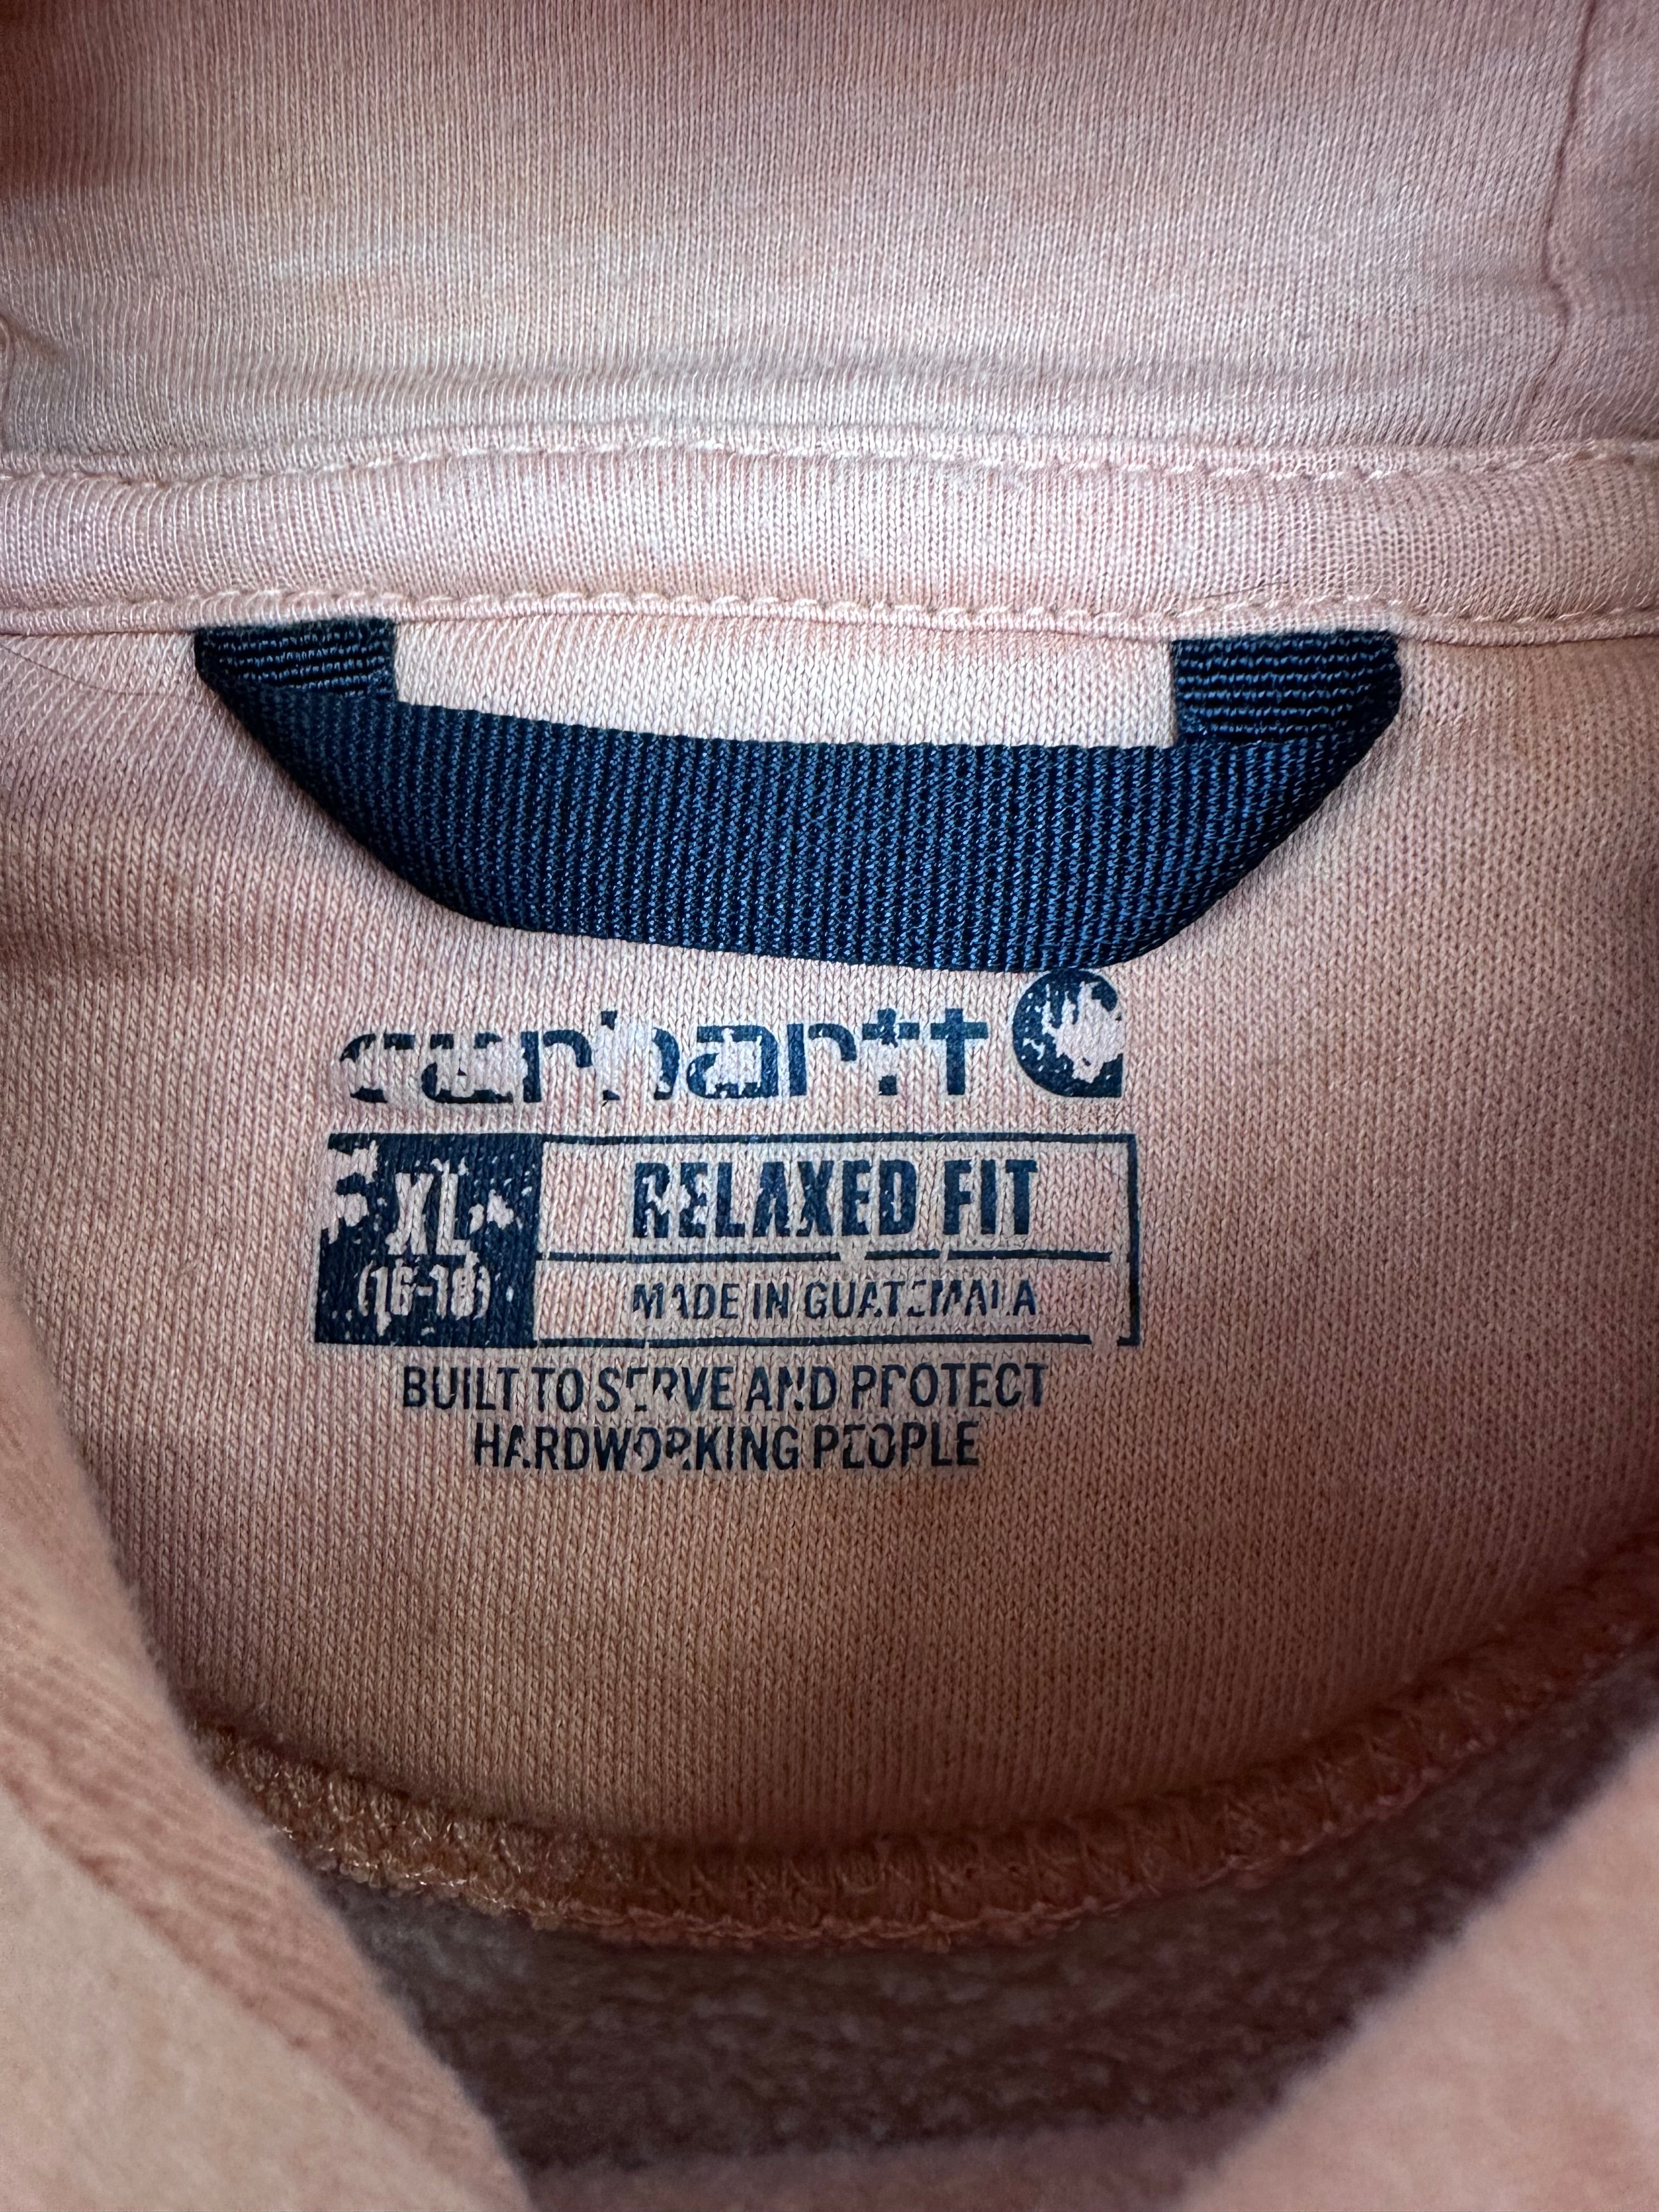 carhartt
XL
(16-18)
RELAXED FIT
MADE IN GUATEMALA
BUILT TO SERVE AND PROTECT
HARDWORKING PEOPLE